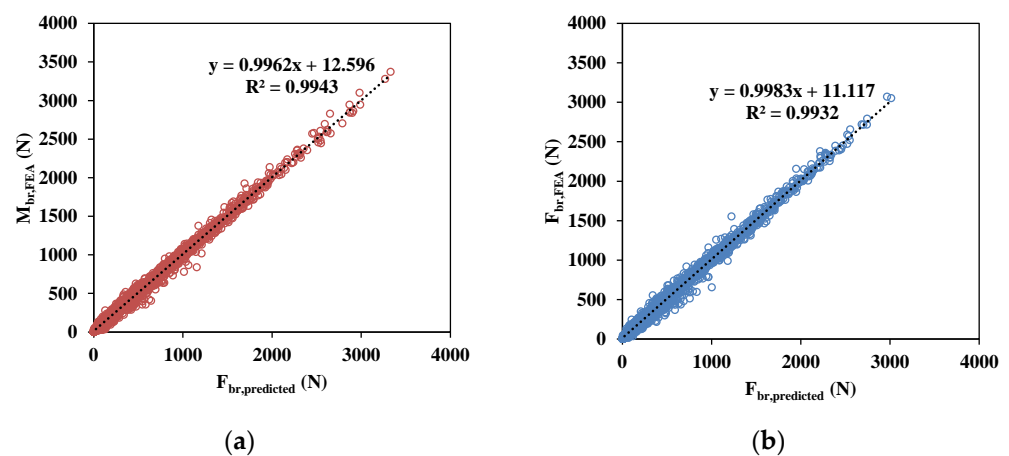 4000
3500
3000
2500
2000
1500
1000
500
0
M_br,FEA (N)
y = 0.9962x + 12.596
R² = 0.9943
0 1000 2000 3000 4000
F_br,predicted (N)
(a)
4000
3500
3000
2500
2000
1500
1000
500
0
F_br,FEA (N)
y = 0.9983x + 11.117
R² = 0.9932
0 1000 2000 3000 4000
F_br,predicted (N)
(b)